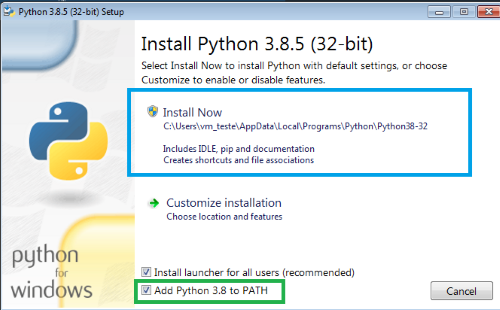 Python 3.8.5 (32-bit) Setup
Install Python 3.8.5 (32-bit)
Select Install Now to install Python with default settings, or choose
Customize to enable or disable features.
Install Now
C:\Users\vm_teste\AppData\Local\Programs\Python\Python38-32
Includes IDLE, pip and documentation
Creates shortcuts and file associations
Customize installation
Choose location and features
python
for
windows
Install launcher for all users (recommended)
Add Python 3.8 to PATH
Cancel